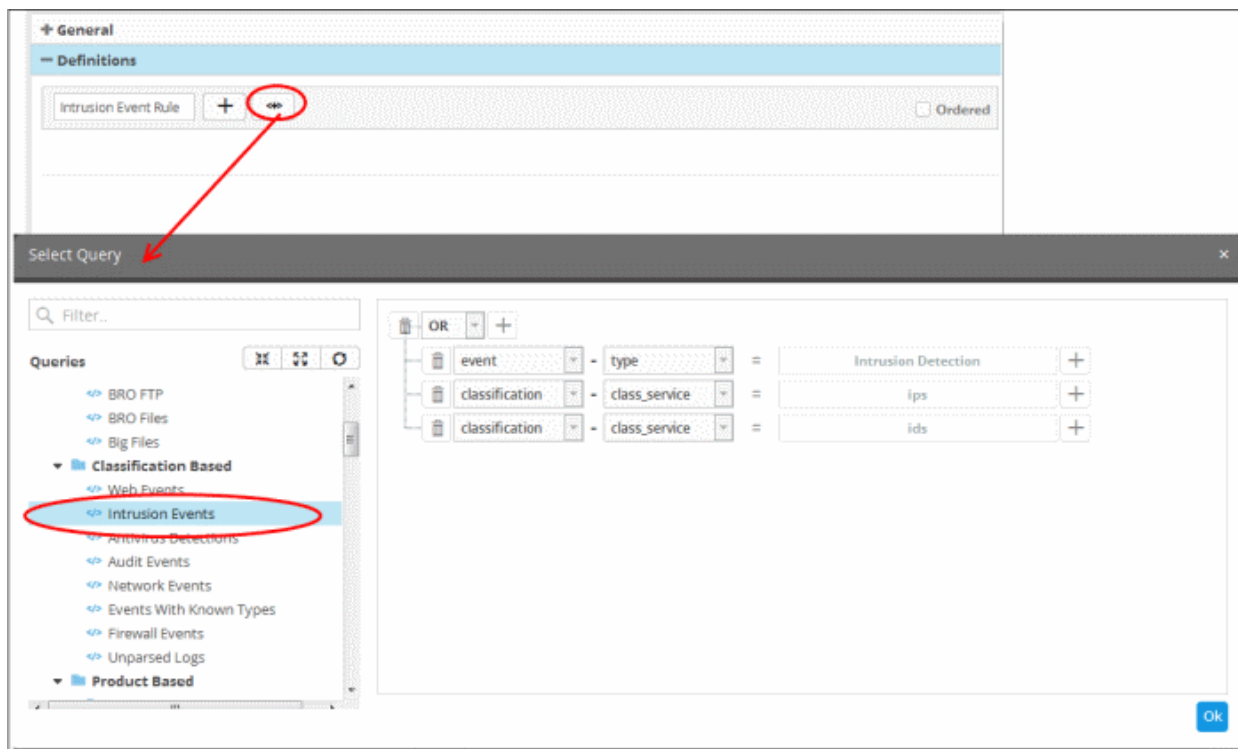 General
Definitions
Intrusion Event Rule
Ordered
Select Query
Filter..
Queries
BRO FTP
BRO Files
Big Files
Classification Based
Web Events
Intrusion Events
Antivirus Detections
Audit Events
Network Events
Events With Known Types
Firewall Events
Unparsed Logs
Product Based
OR
event - type = Intrusion Detection
classification - class_service = ips
classification - class_service = ids
Ok